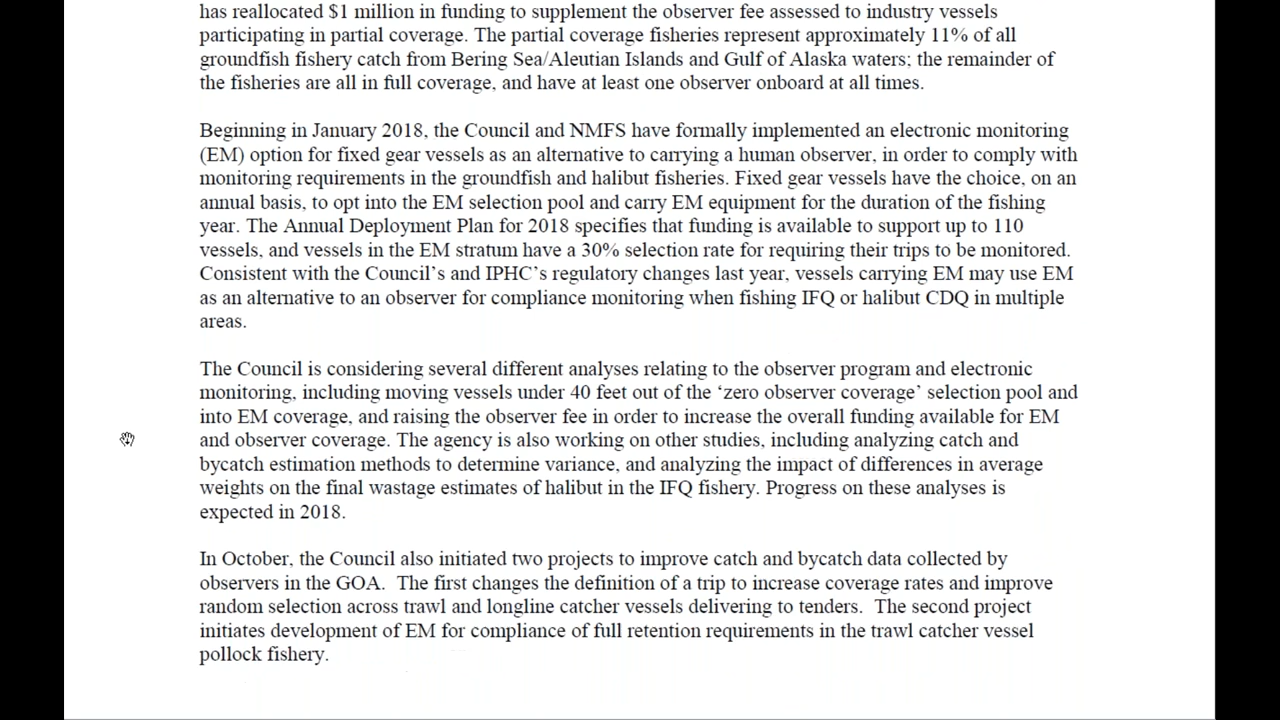 has reallocated $1 million in funding to supplement the observer fee assessed to industry vessels
participating in partial coverage. The partial coverage fisheries represent approximately 11% of all
groundfish fishery catch from Bering Sea/Aleutian Islands and Gulf of Alaska waters; the remainder of
the fisheries are all in full coverage, and have at least one observer onboard at all times.
Beginning in January 2018, the Council and NMFS have formally implemented an electronic monitoring
(EM) option for fixed gear vessels as an alternative to carrying a human observer, in order to comply with
monitoring requirements in the groundfish and halibut fisheries. Fixed gear vessels have the choice, on an
annual basis, to opt into the EM selection pool and carry EM equipment for the duration of the fishing
year. The Annual Deployment Plan for 2018 specifies that funding is available to support up to 110
vessels, and vessels in the EM stratum have a 30% selection rate for requiring their trips to be monitored.
Consistent with the Council’s and IPHC’s regulatory changes last year, vessels carrying EM may use EM
as an alternative to an observer for compliance monitoring when fishing IFQ or halibut CDQ in multiple
areas.
The Council is considering several different analyses relating to the observer program and electronic
monitoring, including moving vessels under 40 feet out of the ‘zero observer coverage’ selection pool and
into EM coverage, and raising the observer fee in order to increase the overall funding available for EM
and observer coverage. The agency is also working on other studies, including analyzing catch and
bycatch estimation methods to determine variance, and analyzing the impact of differences in average
weights on the final wastage estimates of halibut in the IFQ fishery. Progress on these analyses is
expected in 2018.
In October, the Council also initiated two projects to improve catch and bycatch data collected by
observers in the GOA.  The first changes the definition of a trip to increase coverage rates and improve
random selection across trawl and longline catcher vessels delivering to tenders.  The second project
initiates development of EM for compliance of full retention requirements in the trawl catcher vessel
pollock fishery.